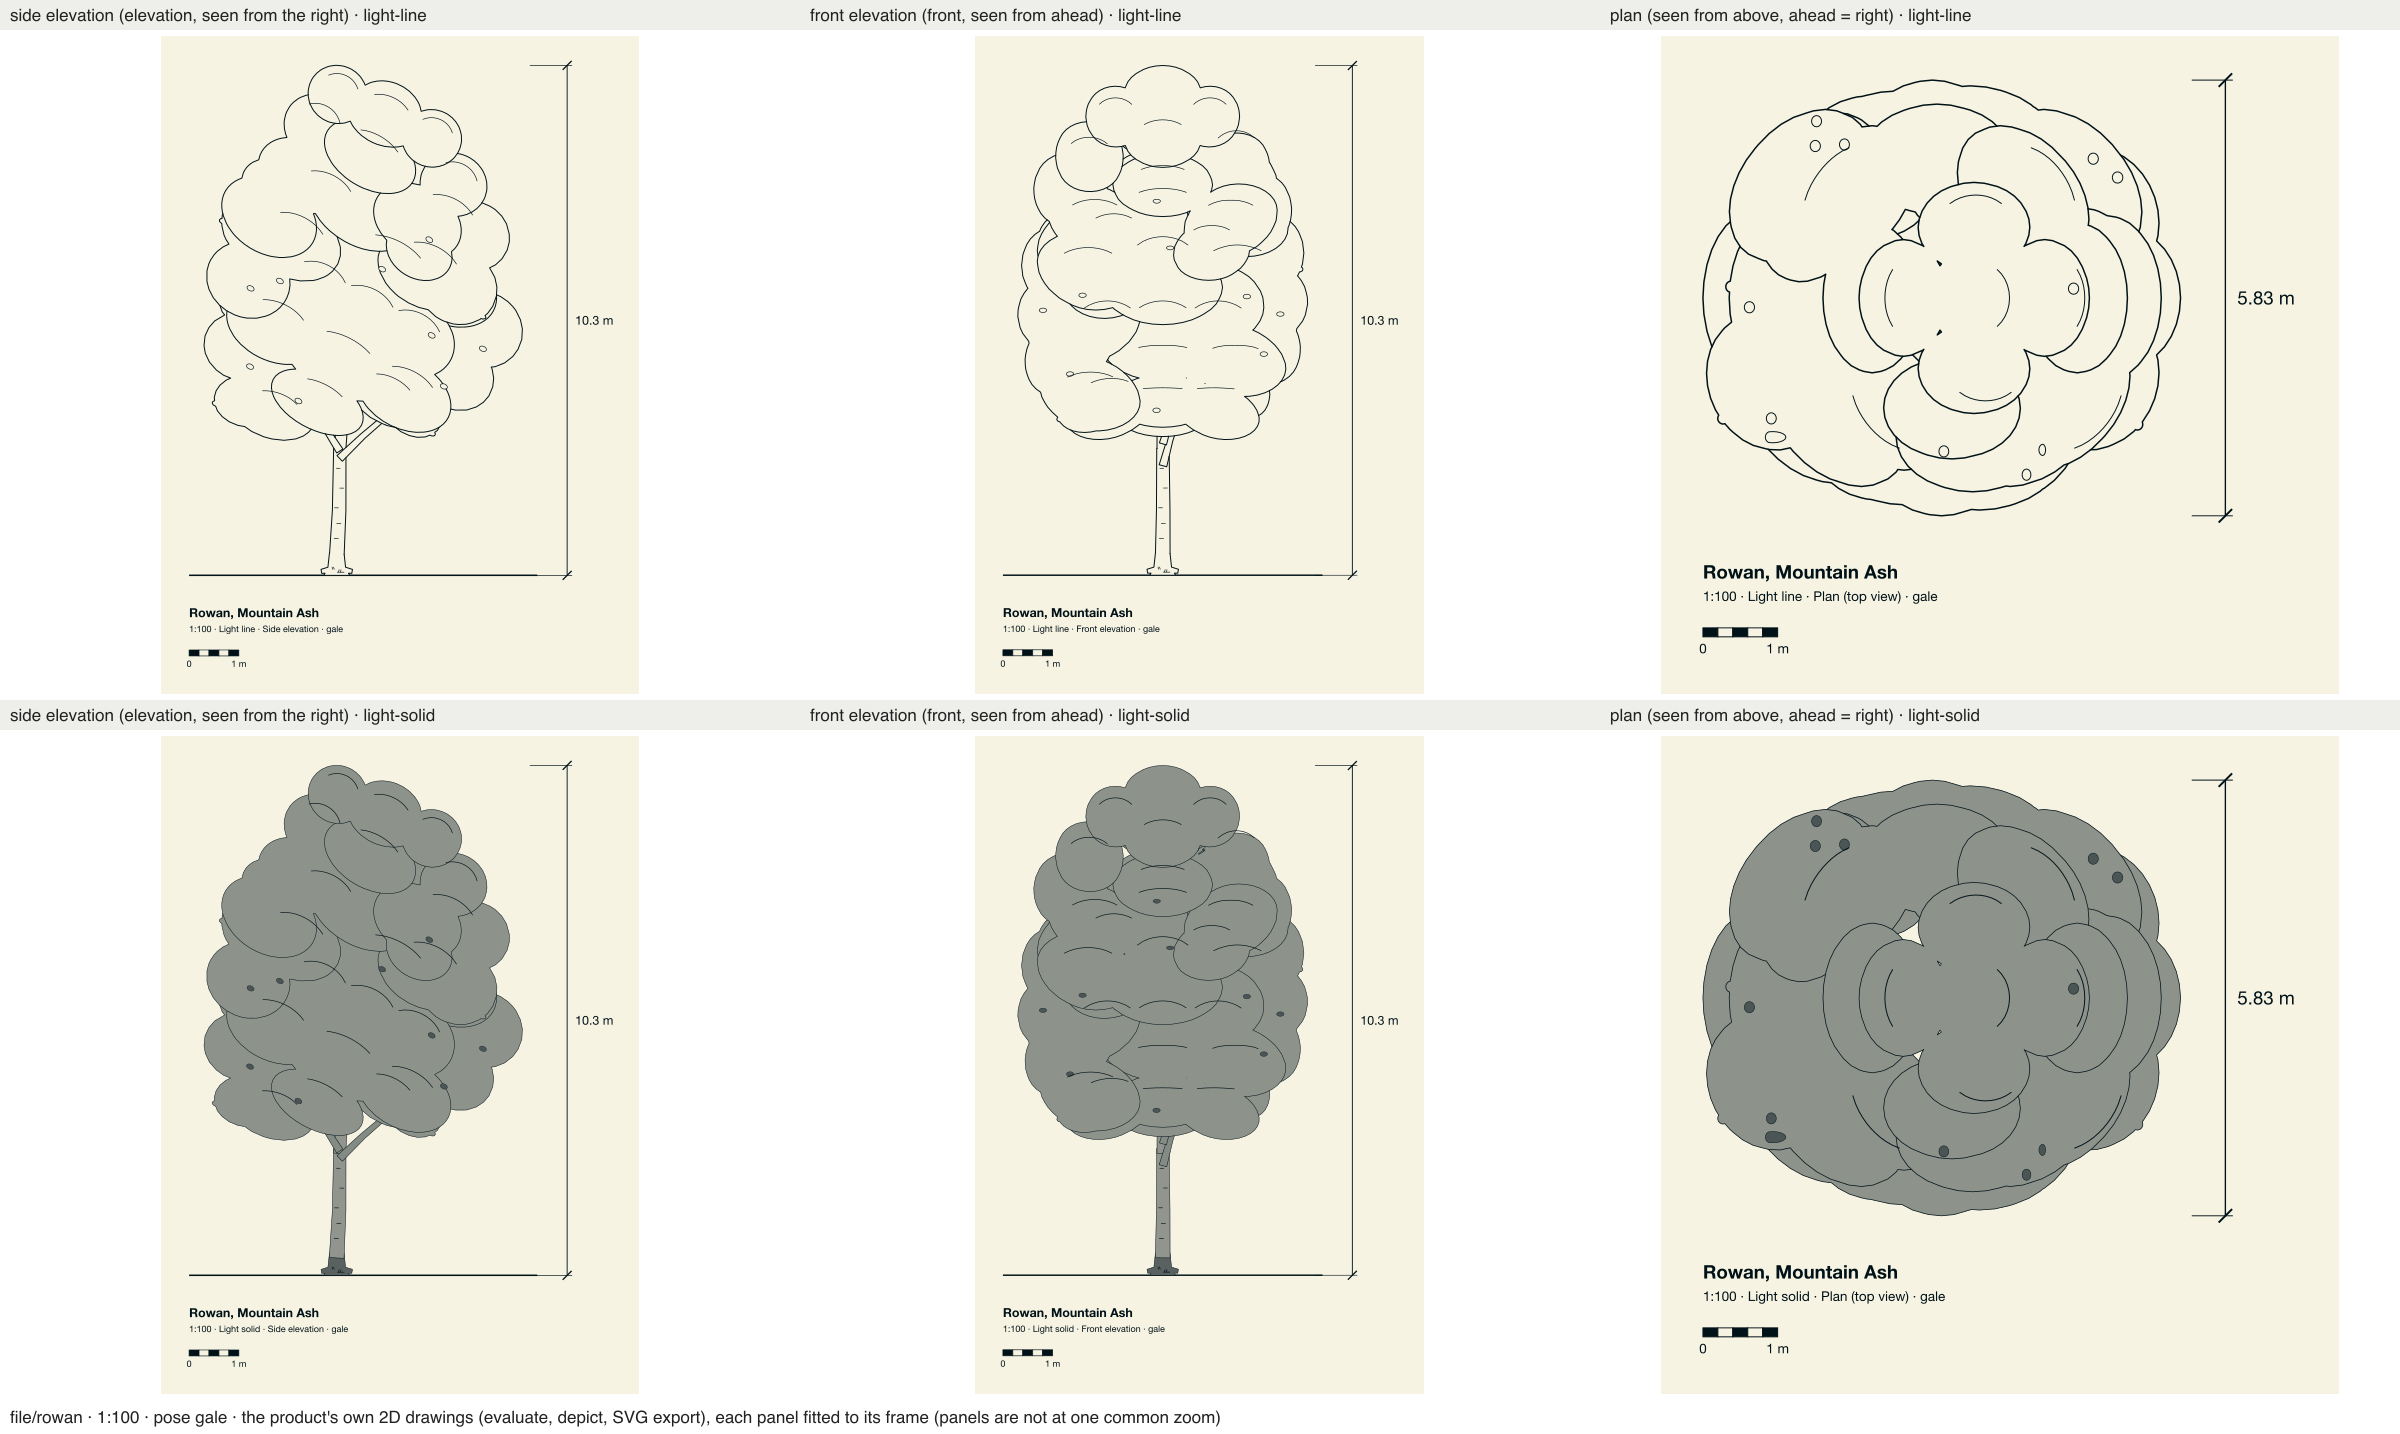 side elevation (elevation, seen from the right) · light-line
front elevation (front, seen from ahead) · light-line
plan (seen from above, ahead = right) · light-line
10.3 m
10.3 m
5.83 m
Rowan, Mountain Ash
1:100 · Light line · Side elevation · gale
0 1 m
Rowan, Mountain Ash
1:100 · Light line · Front elevation · gale
0 1 m
Rowan, Mountain Ash
1:100 · Light line · Plan (top view) · gale
0 1 m
side elevation (elevation, seen from the right) · light-solid
front elevation (front, seen from ahead) · light-solid
plan (seen from above, ahead = right) · light-solid
10.3 m
10.3 m
5.83 m
Rowan, Mountain Ash
1:100 · Light solid · Side elevation · gale
0 1 m
Rowan, Mountain Ash
1:100 · Light solid · Front elevation · gale
0 1 m
Rowan, Mountain Ash
1:100 · Light solid · Plan (top view) · gale
0 1 m
file/rowan · 1:100 · pose gale · the product's own 2D drawings (evaluate, depict, SVG export), each panel fitted to its frame (panels are not at one common zoom)